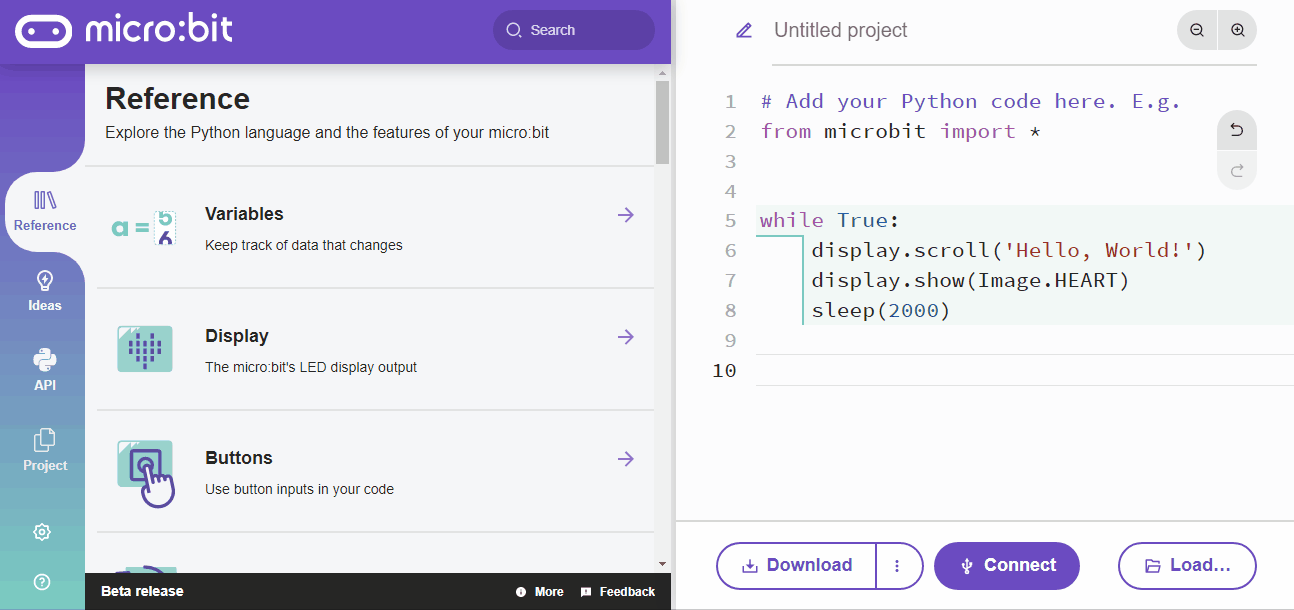 micro:bit
Search
Reference
Explore the Python language and the features of your micro:bit
Reference
Ideas
API
Project
a = 5
6
Variables
Keep track of data that changes
Display
The micro:bit's LED display output
Buttons
Use button inputs in your code
Beta release
More
Feedback
Untitled project
1 # Add your Python code here. E.g.
2 from microbit import *
3
4
5 while True:
6 display.scroll('Hello, World!')
7 display.show(Image.HEART)
8 sleep(2000)
9
10
Download
Connect
Load...